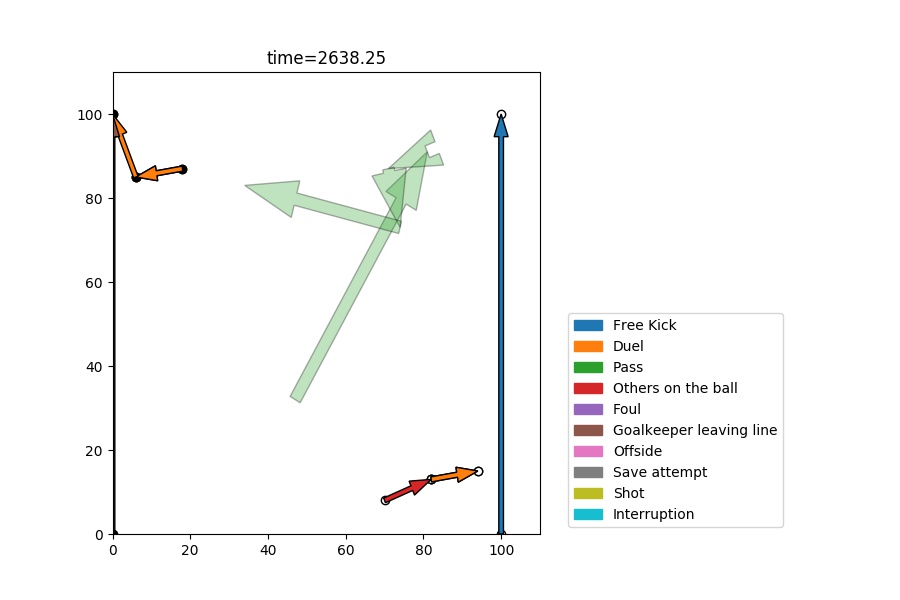 time=2638.25
100
80
60
40
20
0
0
20
40
60
80
100
Free Kick
Duel
Pass
Others on the ball
Foul
Goalkeeper leaving line
Offside
Save attempt
Shot
Interruption